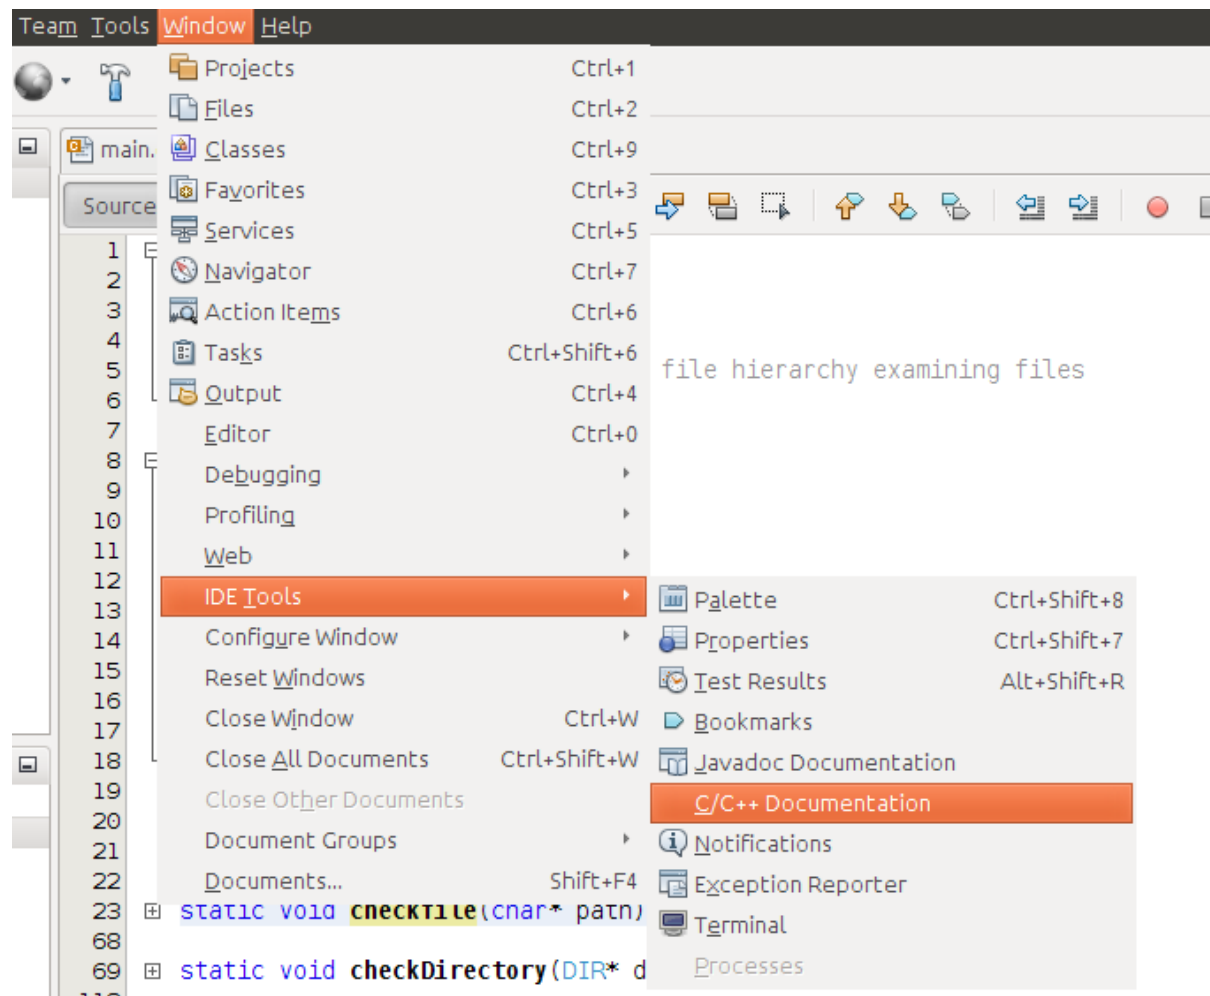 Team Tools Window Help
Projects Ctrl+1
Files Ctrl+2
main. Classes Ctrl+9
Favorites Ctrl+3
Source
Services Ctrl+5
1
Navigator Ctrl+7
2
Action Items Ctrl+6
3
4
Tasks Ctrl+Shift+6
5 file hierarchy examining files
6 Output Ctrl+4
7 Editor Ctrl+0
8 Debugging
9
10 Profiling
11 Web
12 IDE Tools
Palette Ctrl+Shift+8
13
14 Configure Window
Properties Ctrl+Shift+7
15 Reset Windows
Test Results Alt+Shift+R
16
17 Close Window Ctrl+W
Bookmarks
18 Close All Documents Ctrl+Shift+W
Javadoc Documentation
19 Close Other Documents
C/C++ Documentation
20
21 Document Groups
Notifications
22 Documents... Shift+F4
Exception Reporter
23 static void checkfile(char* path)
Terminal
68
69 static void checkDirectory(DIR* d
Processes